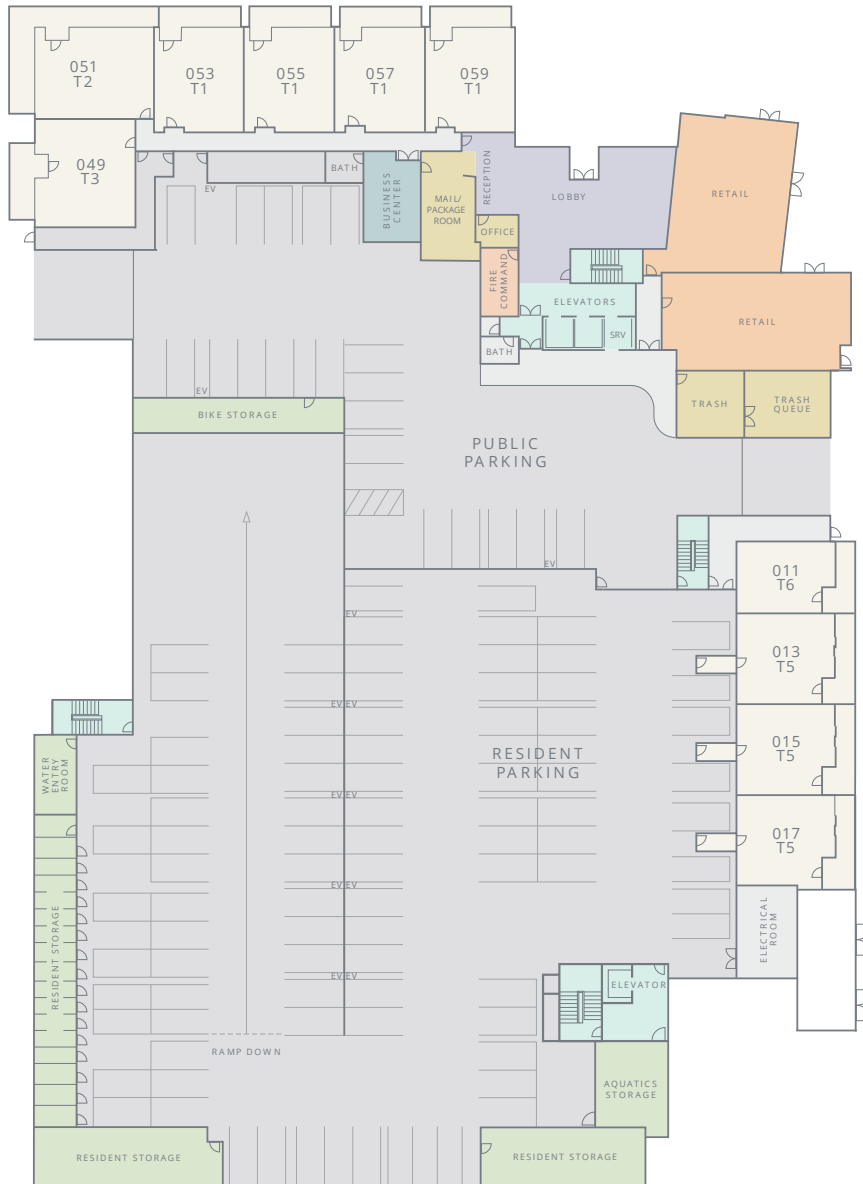 051
T2
053
T1
055
T1
057
T1
059
T1
049
T3
EV
BATH
BUSINESS
CENTER
MAIL/
PACKAGE
ROOM
RECEPTION
OFFICE
LOBBY
RETAIL
FIRE
COMMAND
ELEVATORS
SRV
BATH
RETAIL
EV
BIKE STORAGE
TRASH
TRASH
QUEUE
PUBLIC
PARKING
EV
011
T6
EV
013
T5
EV EV
015
T5
RESIDENT
PARKING
WATER
ENTRY
ROOM
EV EV
017
T5
EV EV
RESIDENT STORAGE
ELECTRICAL
ROOM
EV EV
ELEVATOR
RAMP DOWN
AQUATICS
STORAGE
RESIDENT STORAGE
RESIDENT STORAGE